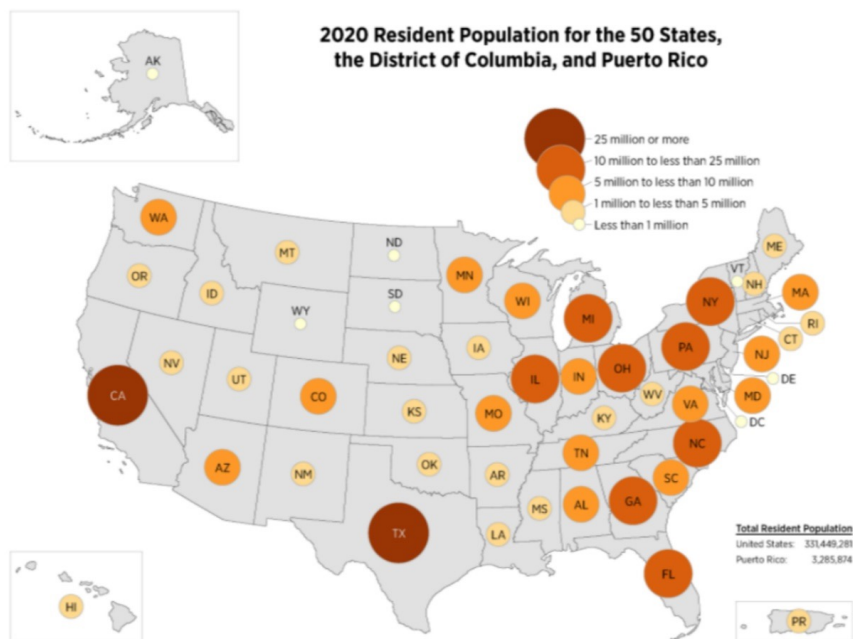 2020 Resident Population for the 50 States,
the District of Columbia, and Puerto Rico
AK
25 million or more
10 million to less than 25 million
5 million to less than 10 million
1 million to less than 5 million
Less than 1 million
WA
MT
ND
MN
VT
ME
OR
ID
WY
SD
WI
MI
NY
NH
MA
RI
CT
NV
UT
CO
NE
IA
IL
IN
OH
PA
NJ
DE
CA
KS
MO
KY
WV
VA
MD
DC
AZ
NM
OK
AR
TN
NC
SC
TX
LA
MS
AL
GA
FL
Total Resident Population
United States: 331,449,281
Puerto Rico: 3,285,874
HI
PR